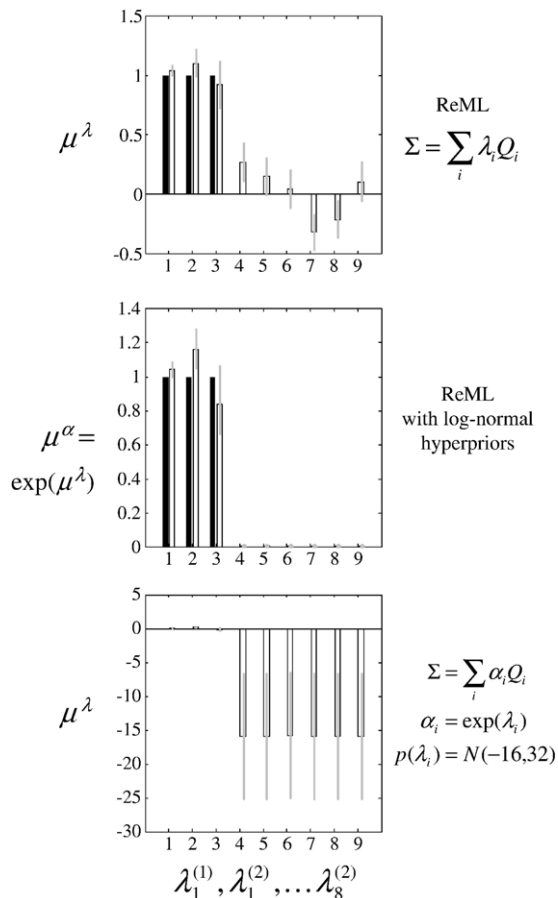 1.5
1
0.5
0
-0.5
μ^λ
1 2 3 4 5 6 7 8 9
ReML
Σ = ∑_i λ_i Q_i
1.4
1.2
1
0.8
0.6
0.4
0.2
0
μ^α =
exp(μ^λ)
1 2 3 4 5 6 7 8 9
ReML
with log-normal
hyperpriors
5
0
-5
-10
-15
-20
-25
-30
μ^λ
1 2 3 4 5 6 7 8 9
Σ = ∑_i α_i Q_i
α_i = exp(λ_i)
p(λ_i) = N(-16,32)
λ_1^(1), λ_1^(2), … λ_8^(2)